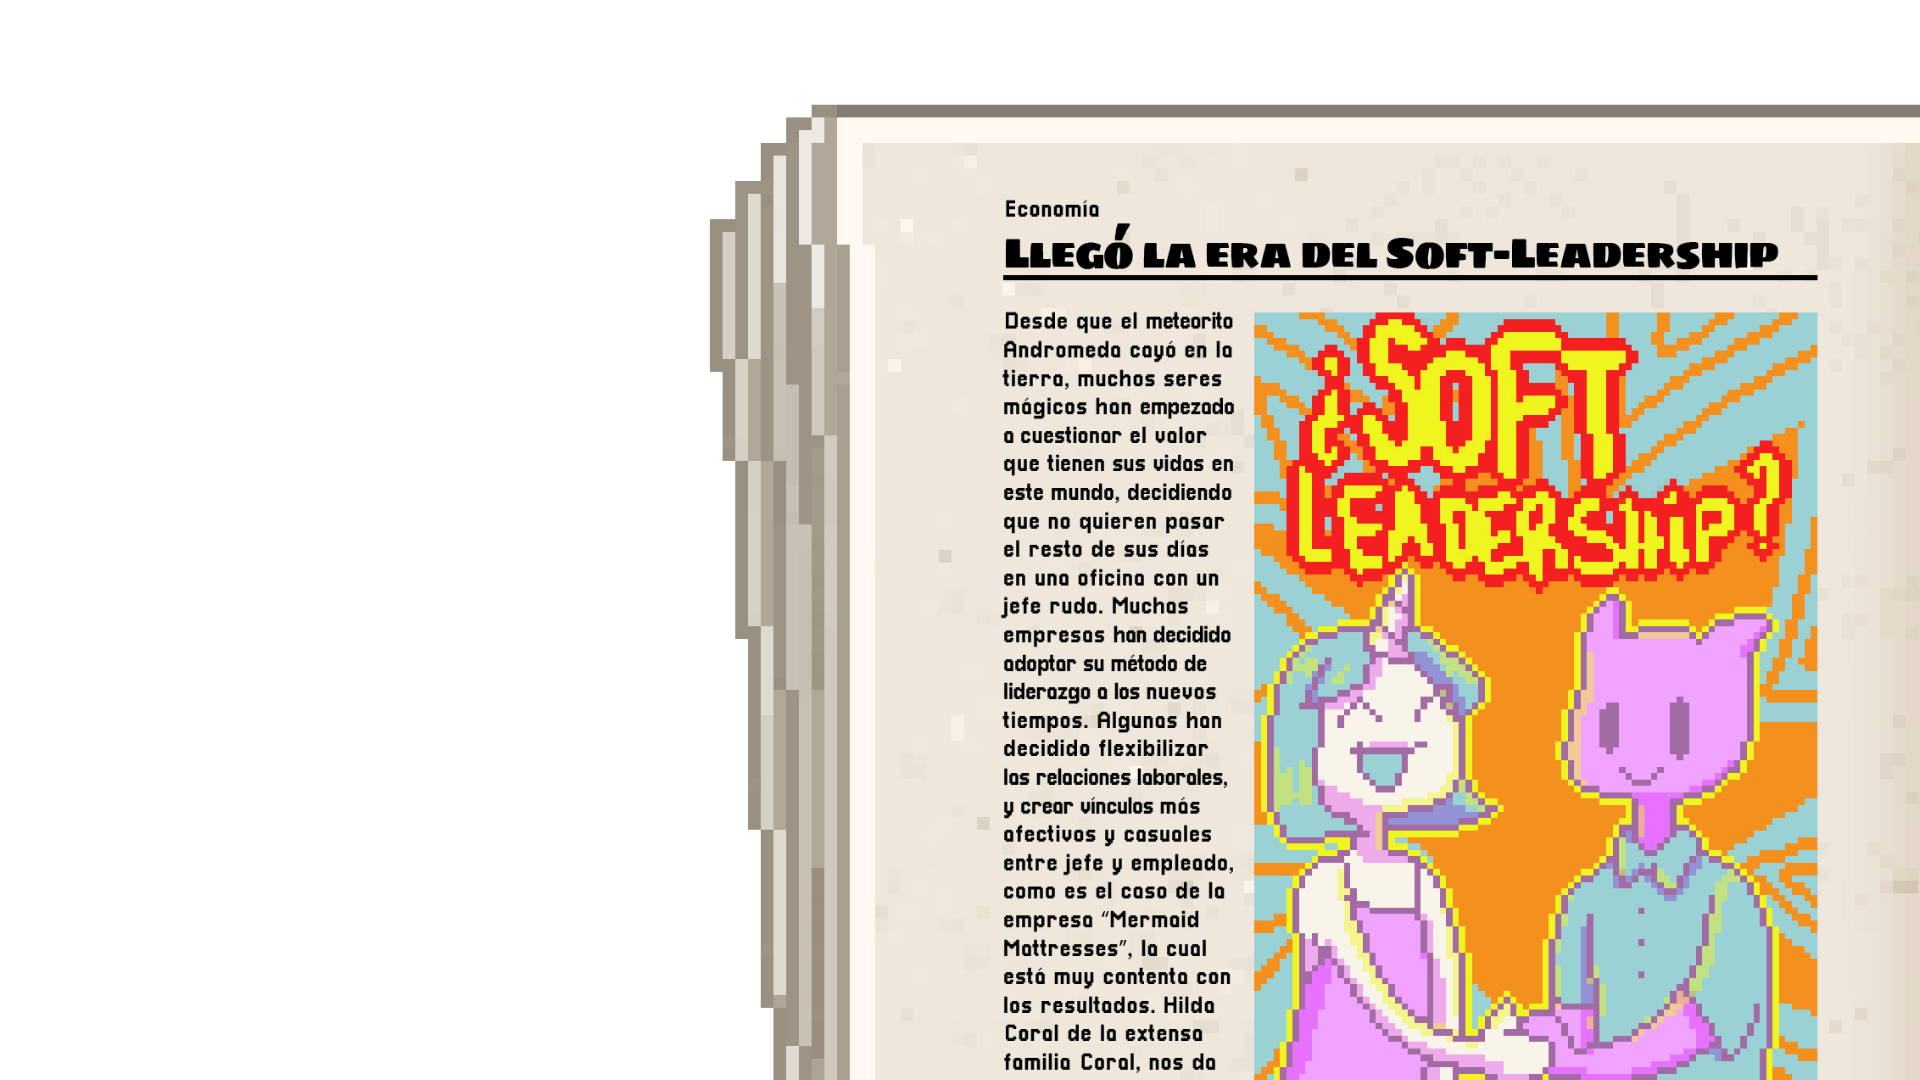 Economía
Llegó la era del Soft-Leadership
Desde que el meteorito
Andromeda cayó en la
tierra, muchos seres
mágicos han empezado
a cuestionar el valor
que tienen sus vidas en
este mundo, decidiendo
que no quieren pasar
el resto de sus días
en una oficina con un
jefe rudo. Muchas
empresas han decidido
adoptar su método de
liderazgo a los nuevos
tiempos. Algunas han
decidido flexibilizar
las relaciones laborales,
y crear vínculos más
afectivos y casuales
entre jefe y empleado,
como es el caso de la
empresa “Mermaid
Mattresses”, la cual
está muy contenta con
los resultados. Hilda
Coral de la extensa
familia Coral, nos da
¿Soft
Leadership?